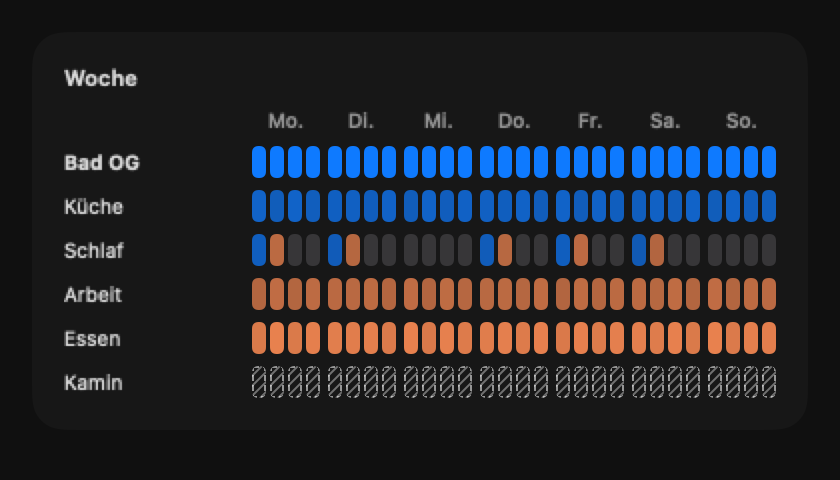 Woche
Mo. Di. Mi. Do. Fr. Sa. So.
Bad OG
Küche
Schlaf
Arbeit
Essen
Kamin